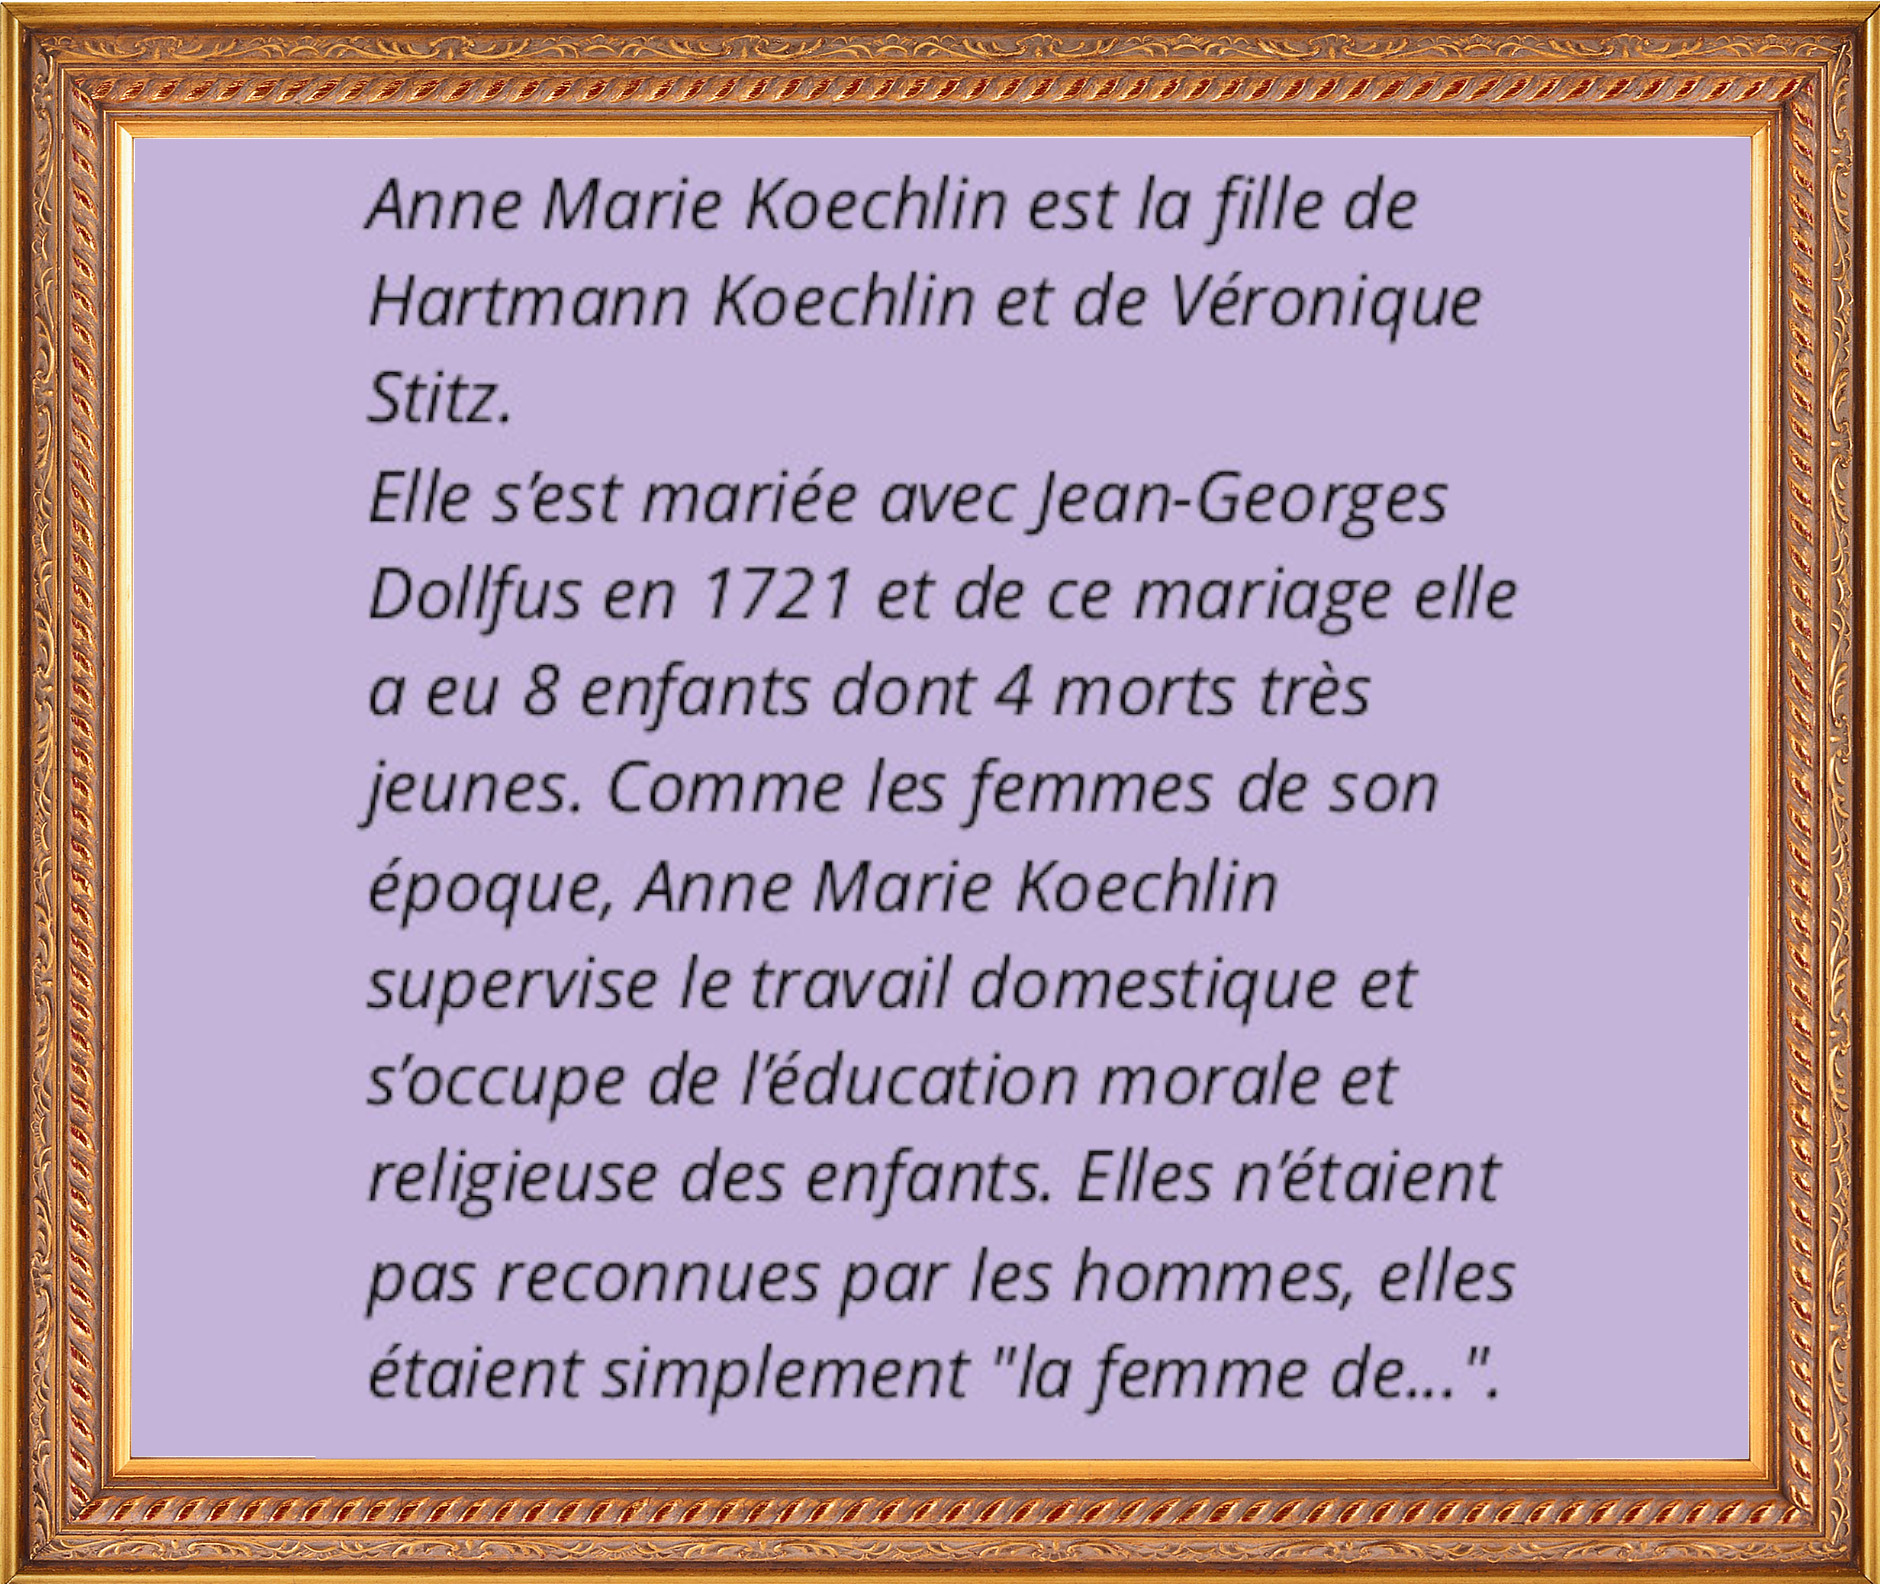 Anne Marie Koechlin est la fille de
Hartmann Koechlin et de Véronique
Stitz.
Elle s’est mariée avec Jean-Georges
Dollfus en 1721 et de ce mariage elle
a eu 8 enfants dont 4 morts très
jeunes. Comme les femmes de son
époque, Anne Marie Koechlin
supervise le travail domestique et
s’occupe de l’éducation morale et
religieuse des enfants. Elles n’étaient
pas reconnues par les hommes, elles
étaient simplement "la femme de...".